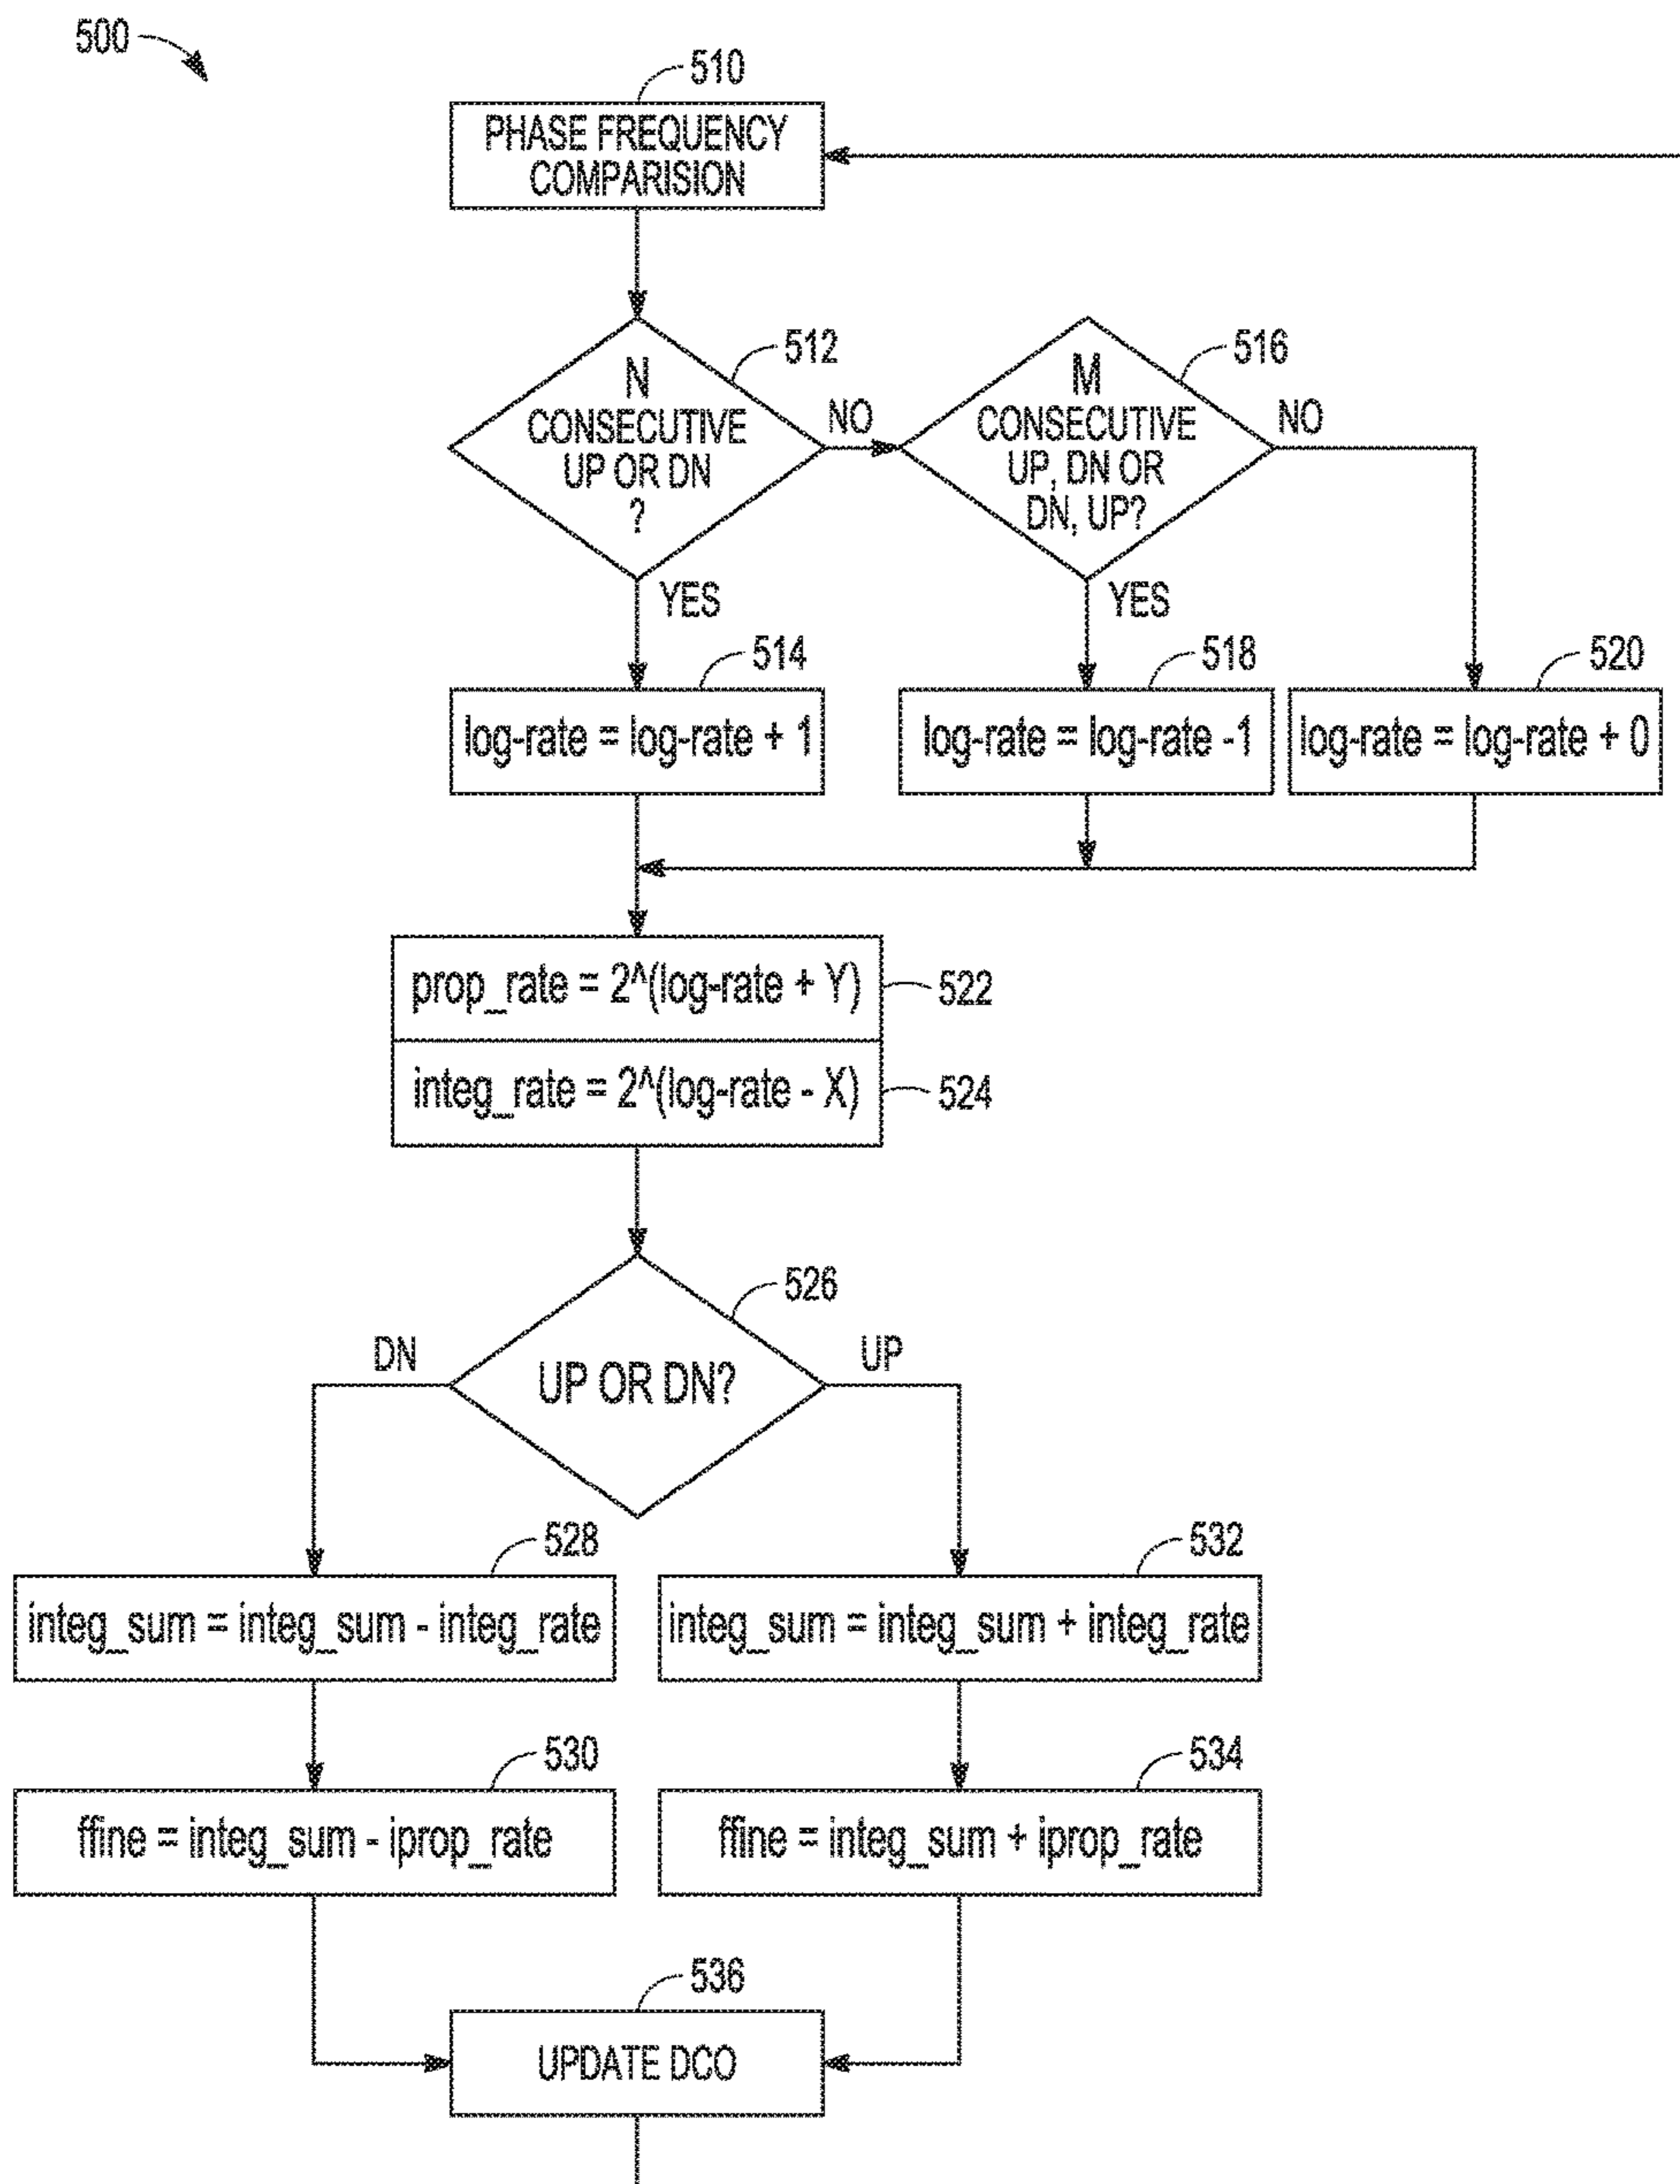 500
510
PHASE FREQUENCY
COMPARISION
512
N
CONSECUTIVE
UP OR DN
?
NO
516
M
CONSECUTIVE
UP, DN OR
DN, UP?
NO
YES
YES
514
log-rate = log-rate + 1
518
log-rate = log-rate -1
520
log-rate = log-rate + 0
prop_rate = 2^(log-rate + Y)
522
integ_rate = 2^(log-rate - X)
524
526
DN
UP OR DN?
UP
528
integ_sum = integ_sum - integ_rate
532
integ_sum = integ_sum + integ_rate
530
ffine = integ_sum - iprop_rate
534
ffine = integ_sum + iprop_rate
536
UPDATE DCO